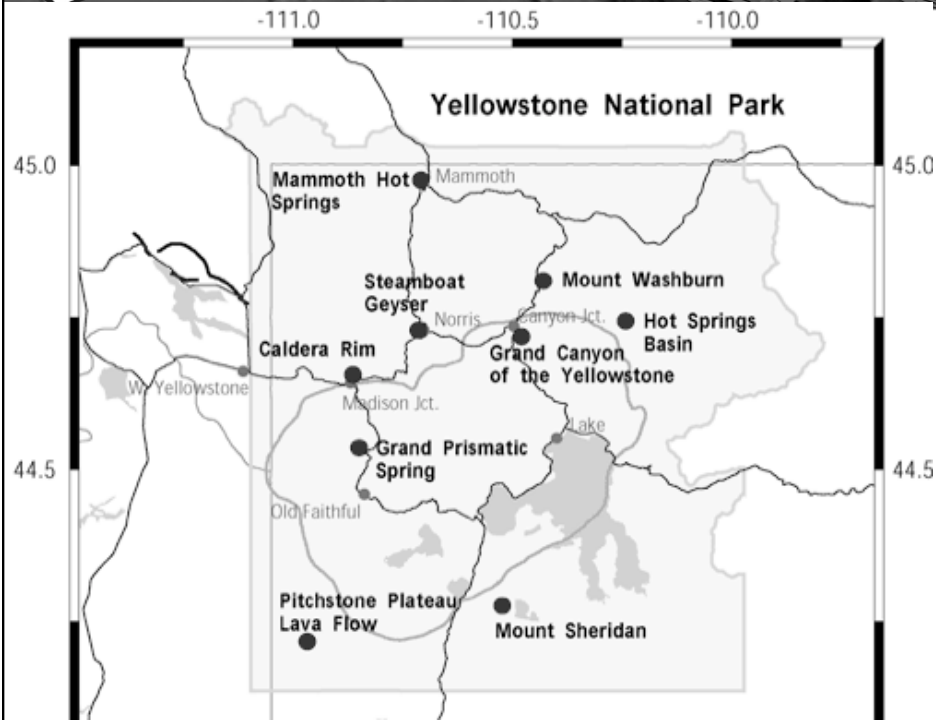 -111.0
-110.5
-110.0
Yellowstone National Park
45.0
45.0
Mammoth Hot
Springs
Mammoth
Steamboat
Geyser
Mount Washburn
Norris
Canyon Jct.
Hot Springs
Basin
Caldera Rim
Grand Canyon
of the Yellowstone
W. Yellowstone
Madison Jct.
Lake
Grand Prismatic
Spring
44.5
44.5
Old Faithful
Pitchstone Plateau
Lava Flow
Mount Sheridan